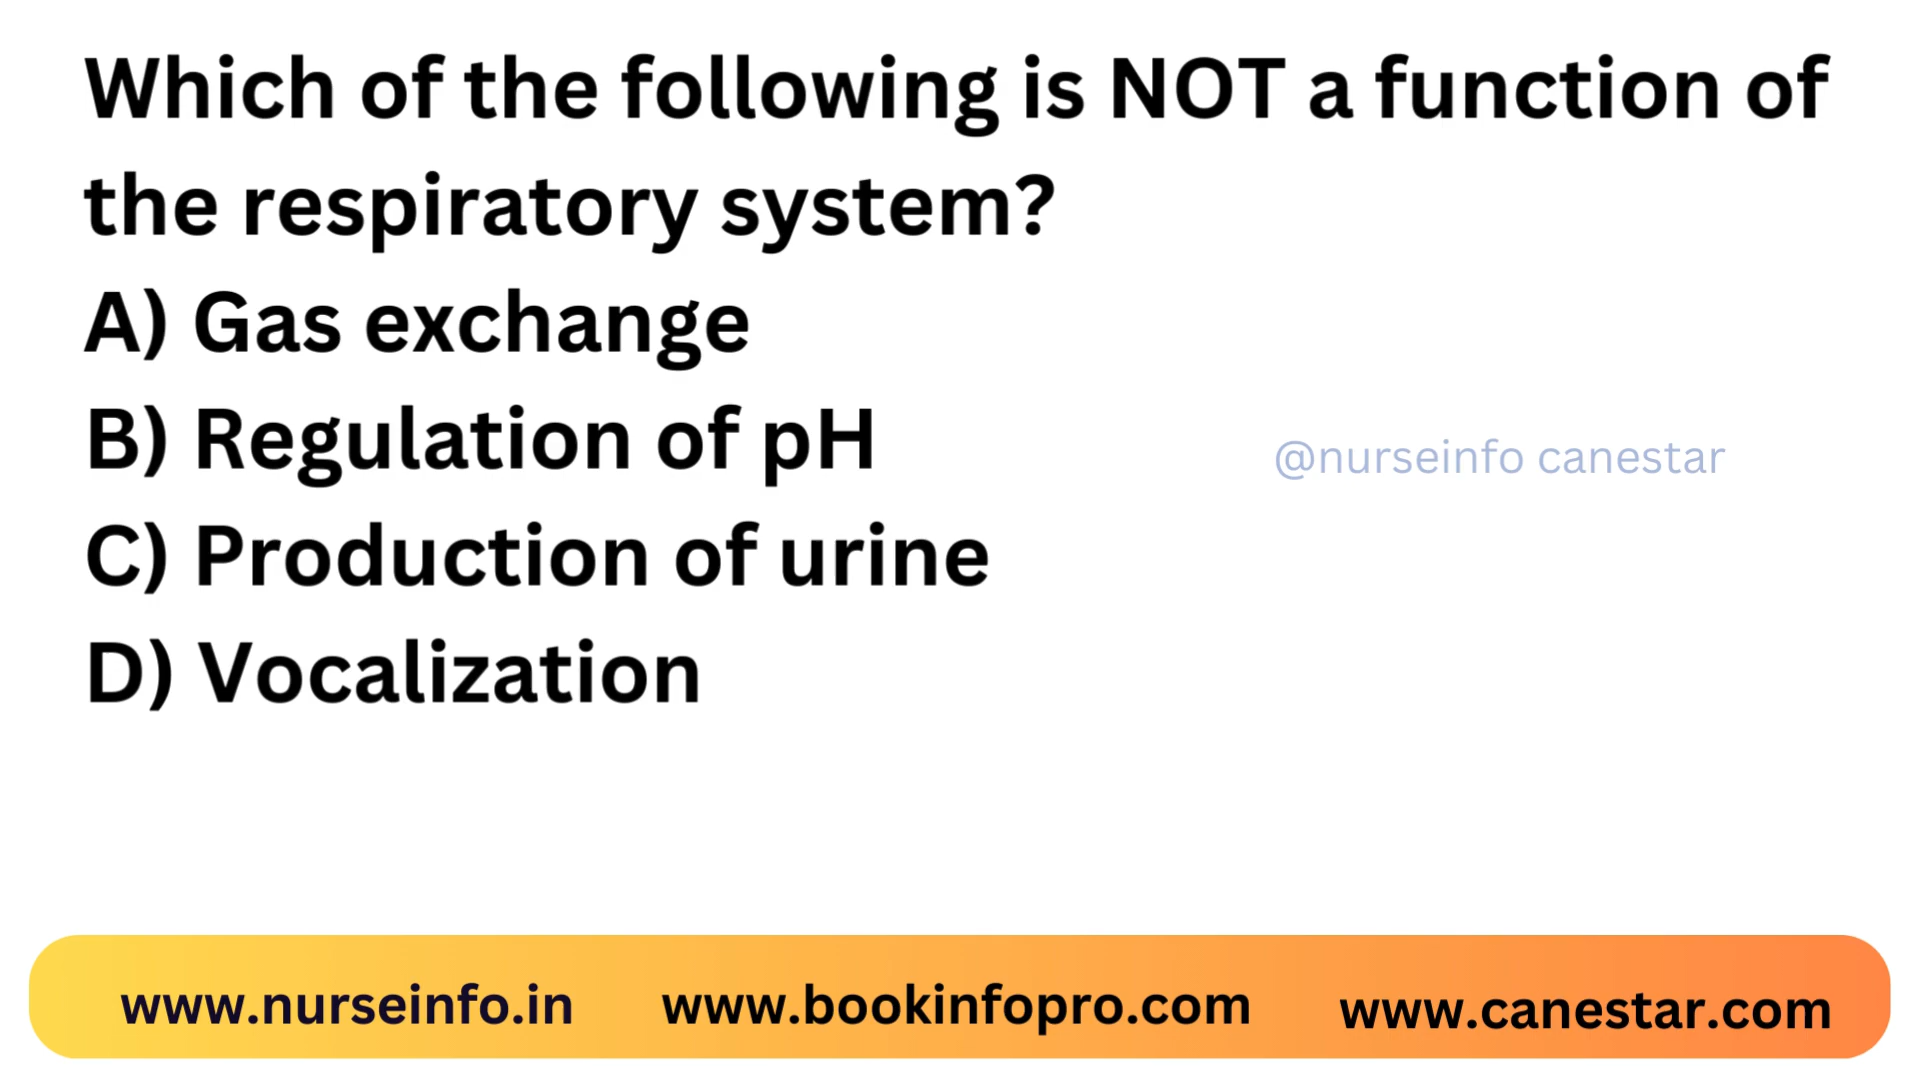 Which of the following is NOT a function of
the respiratory system?
A) Gas exchange
B) Regulation of pH
@nurseinfo canestar
C) Production of urine
D) Vocalization
www.nurseinfo.in www.bookinfopro.com www.canestar.com